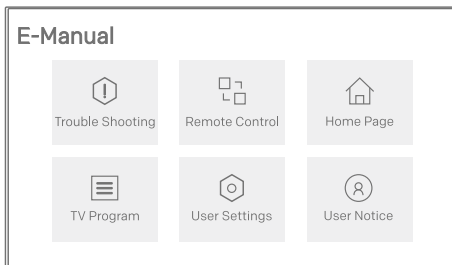 E-Manual
Trouble Shooting
Remote Control
Home Page
TV Program
User Settings
User Notice